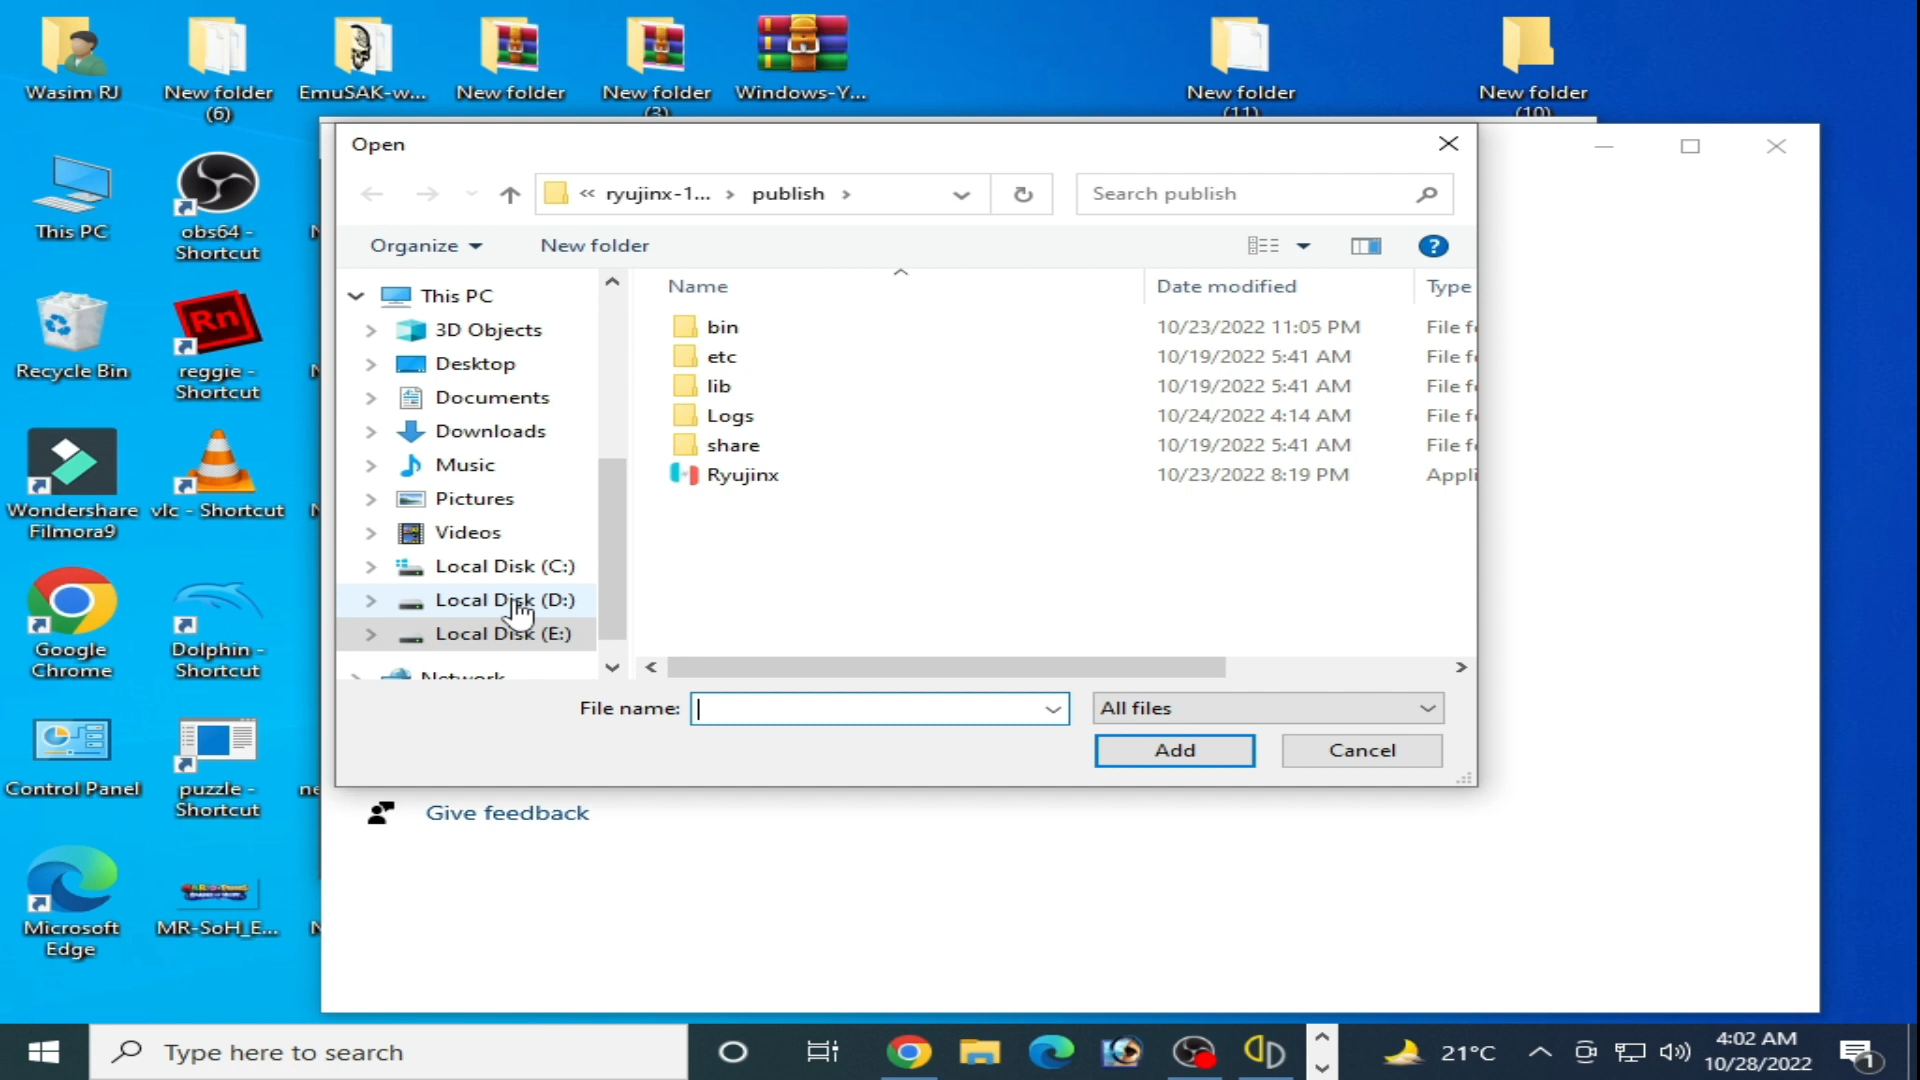 Wasim RJ
New folder
(6)
EmuSAK-w...
New folder
New folder
(3)
Windows-Y...
New folder
(11)
New folder
(10)
This PC
obs64 -
Shortcut
Recycle Bin
reggie -
Shortcut
Wondershare
Filmora9
vlc - Shortcut
Google
Chrome
Dolphin -
Shortcut
Control Panel
puzzle -
Shortcut
Microsoft
Edge
MR-SoH_E...
Open
« ryujinx-1... › publish ›
Search publish
Organize
New folder
Name
Date modified
Type
This PC
3D Objects
Desktop
Documents
Downloads
Music
Pictures
Videos
Local Disk (C:)
Local Disk (D:)
Local Disk (E:)
Network
bin 10/23/2022 11:05 PM File f
etc 10/19/2022 5:41 AM File f
lib 10/19/2022 5:41 AM File f
Logs 10/24/2022 4:14 AM File f
share 10/19/2022 5:41 AM File f
Ryujinx 10/23/2022 8:19 PM Appli
File name:
All files
Add
Cancel
Give feedback
Type here to search
21°C
4:02 AM
10/28/2022
1